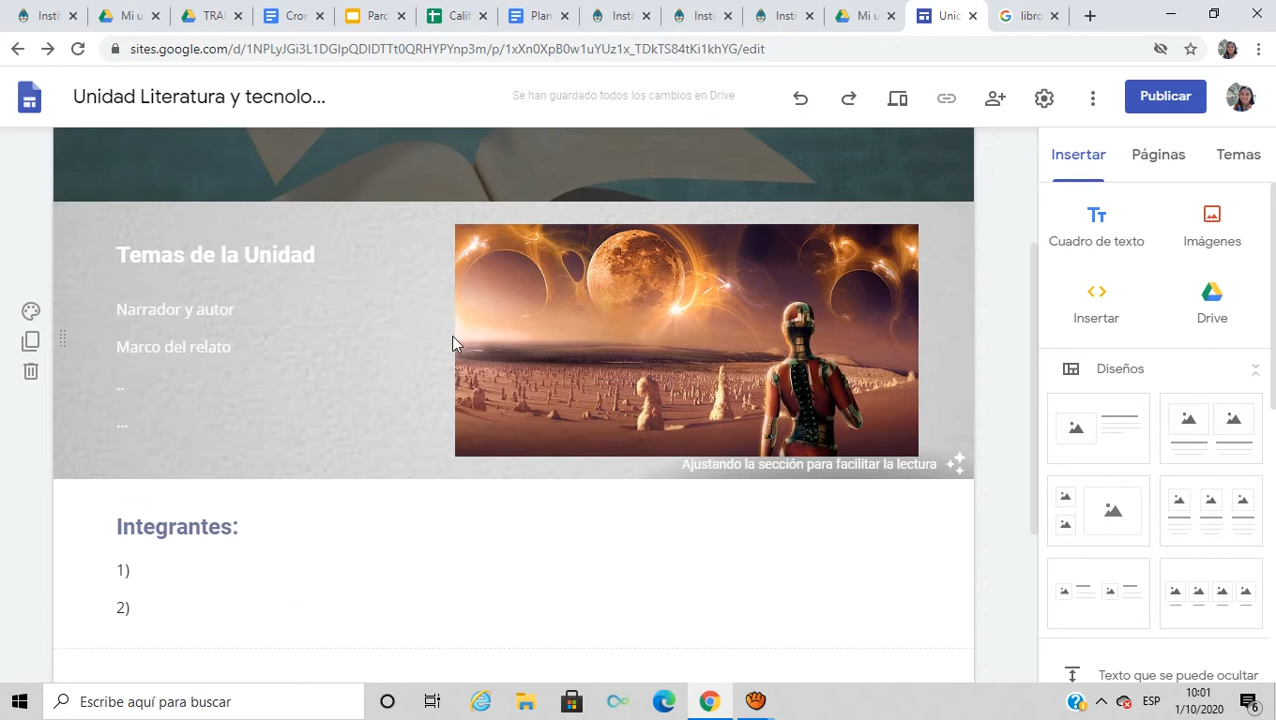 Insti
Mi u
TRA
Cror
Parc
Calif
Plan
Insti
Insti
Insti
Mi u
Unic
libro
sites.google.com/d/1NPLyJGi3L1DGIpQDIDTTt0QRHYPYnp3m/p/1xXn0XpB0w1uYUz1x_TDkTS84tKi1khYG/edit
Unidad Literatura y tecnolo...
Se han guardado todos los cambios en Drive
Publicar
Insertar
Páginas
Temas
Tt
Cuadro de texto
Imágenes
Insertar
Drive
Diseños
Texto que se puede ocultar
Temas de la Unidad
Narrador y autor
Marco del relato
..
...
Ajustando la sección para facilitar la lectura
Integrantes:
1)
2)
Escribe aquí para buscar
ESP
10:01
1/10/2020
6